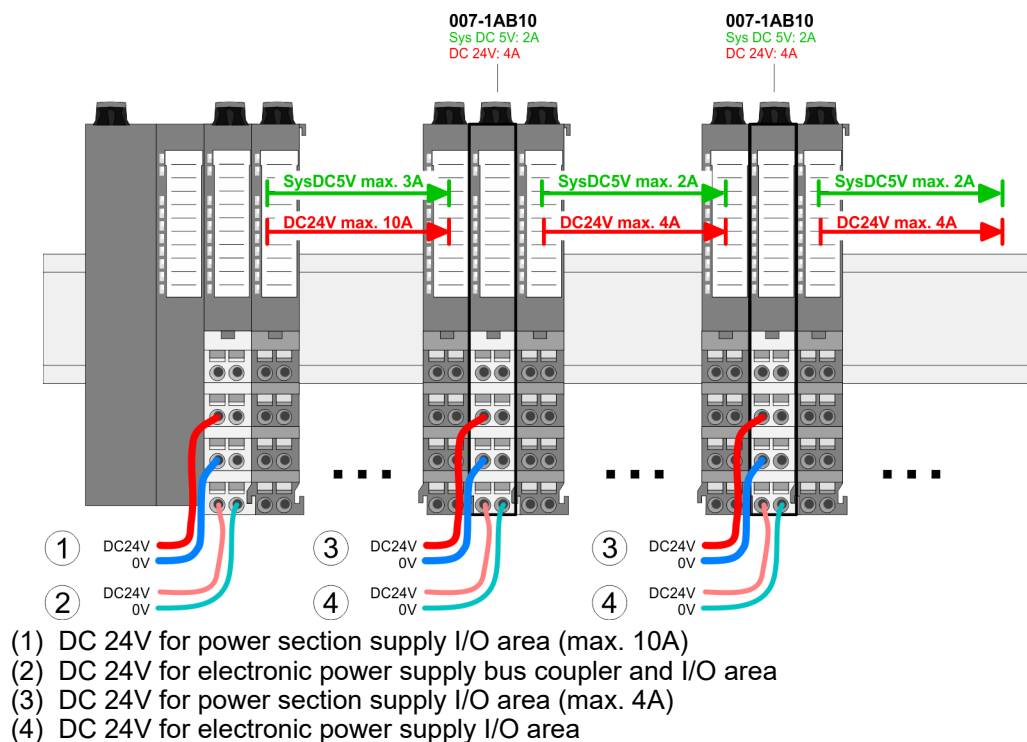 007-1AB10
Sys DC 5V: 2A
DC 24V: 4A
007-1AB10
Sys DC 5V: 2A
DC 24V: 4A
SysDC5V max. 3A
SysDC5V max. 2A
SysDC5V max. 2A
DC24V max. 10A
DC24V max. 4A
DC24V max. 4A
1 DC24V
0V
2 DC24V
0V
3 DC24V
0V
4 DC24V
0V
3 DC24V
0V
4 DC24V
0V
(1) DC 24V for power section supply I/O area (max. 10A)
(2) DC 24V for electronic power supply bus coupler and I/O area
(3) DC 24V for power section supply I/O area (max. 4A)
(4) DC 24V for electronic power supply I/O area